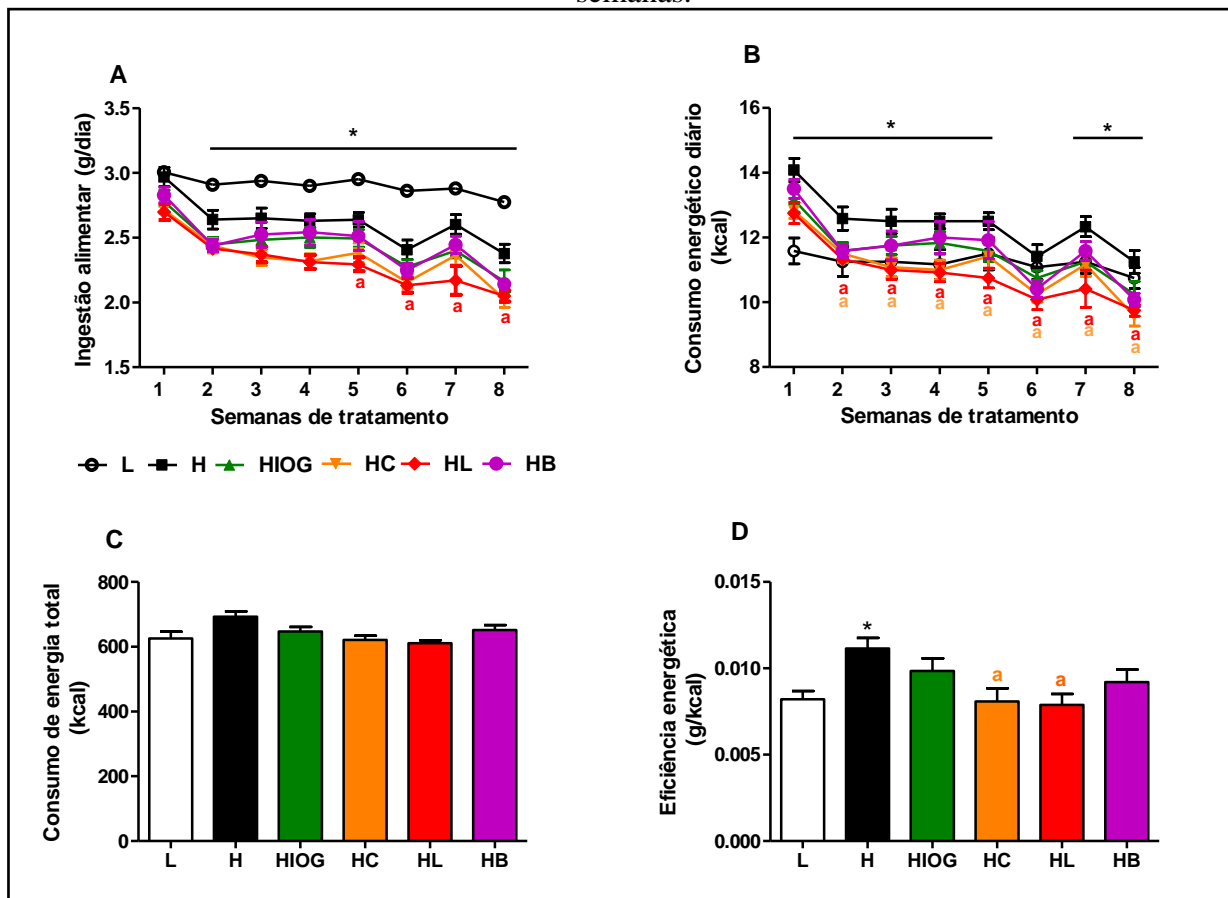 semanas.
A
Ingestão alimentar (g/dia)
3.5
3.0
2.5
2.0
1.5
*
a
a
a
a
1 2 3 4 5 6 7 8
Semanas de tratamento
B
Consumo energético diário
(kcal)
16
14
12
10
8
*
*
a a a a a a a
a a a a a a a
1 2 3 4 5 6 7 8
Semanas de tratamento
L H HIOG HC HL HB
C
Consumo de energia total
(kcal)
800
600
400
200
0
L H HIOG HC HL HB
D
Eficiência energética
(g/kcal)
0.015
0.010
0.005
0.000
*
a
a
L H HIOG HC HL HB